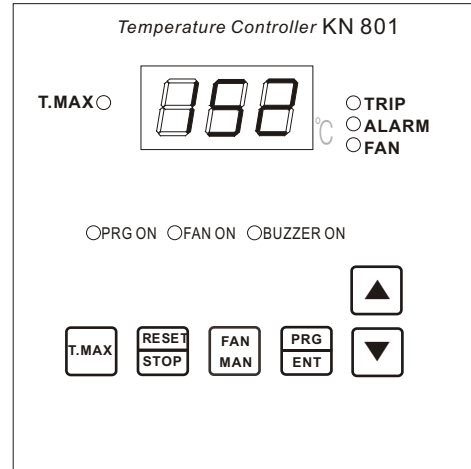 Temperature Controller KN 801
152
T.MAX
°C
TRIP
ALARM
FAN
PRG ON FAN ON BUZZER ON
T.MAX
RESET
STOP
FAN
MAN
PRG
ENT